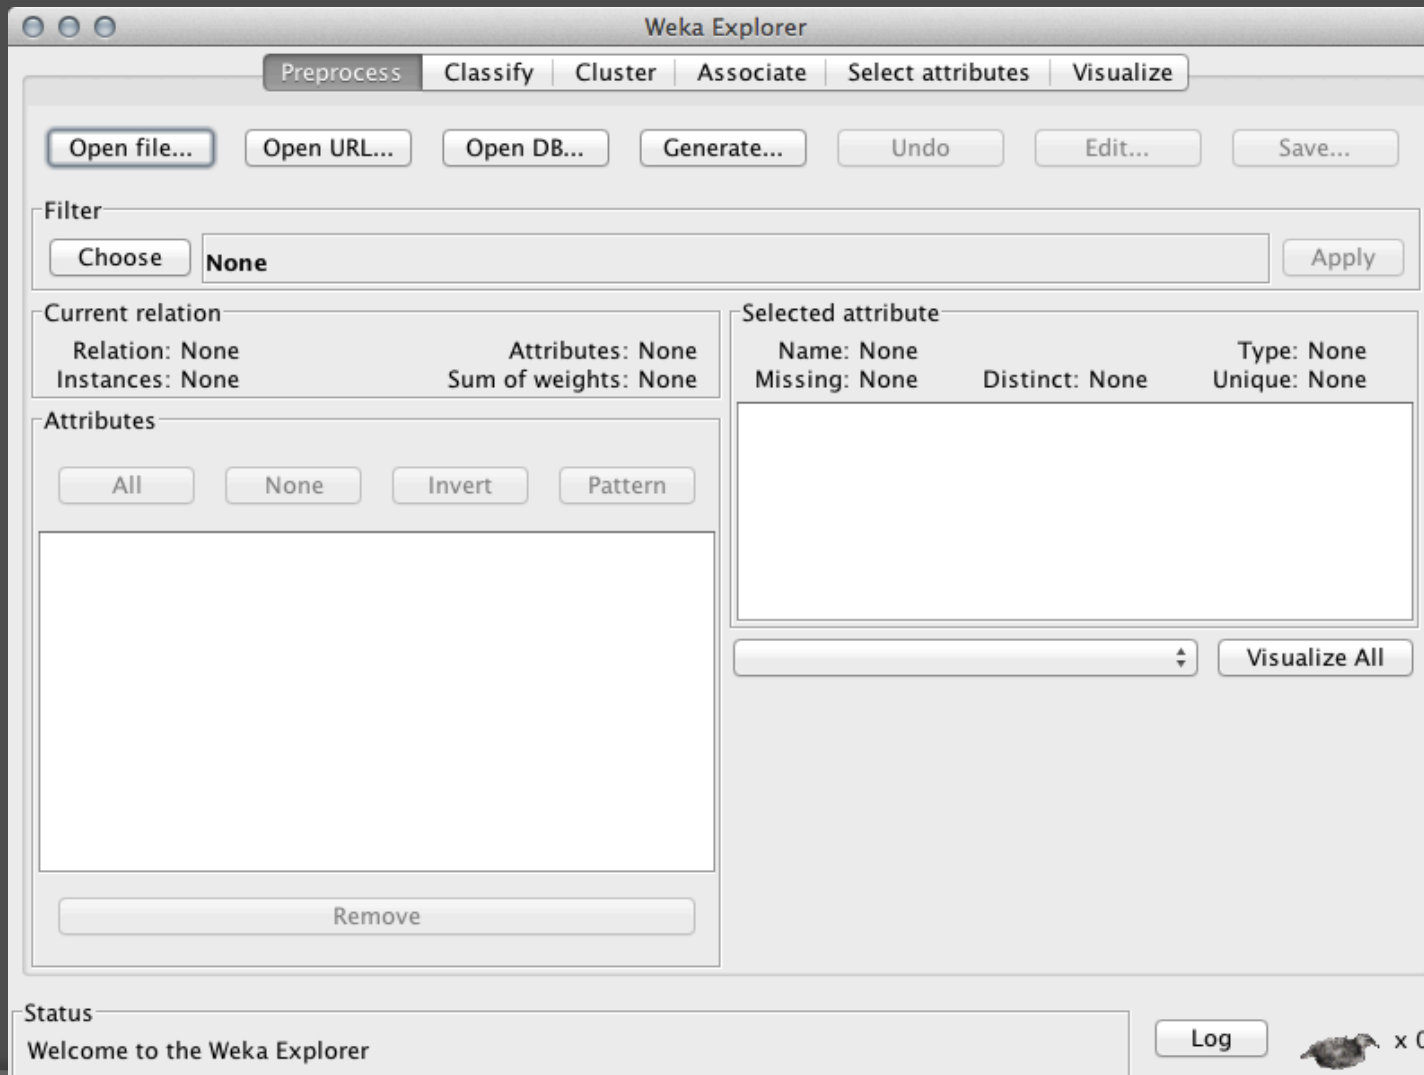 Weka Explorer
Preprocess Classify Cluster Associate Select attributes Visualize
Open file... Open URL... Open DB... Generate... Undo Edit... Save...
Filter
Choose None Apply
Current relation
Relation: None Attributes: None
Instances: None Sum of weights: None
Selected attribute
Name: None Type: None
Missing: None Distinct: None Unique: None
Attributes
All None Invert Pattern
Visualize All
Remove
Status
Welcome to the Weka Explorer
Log x 0